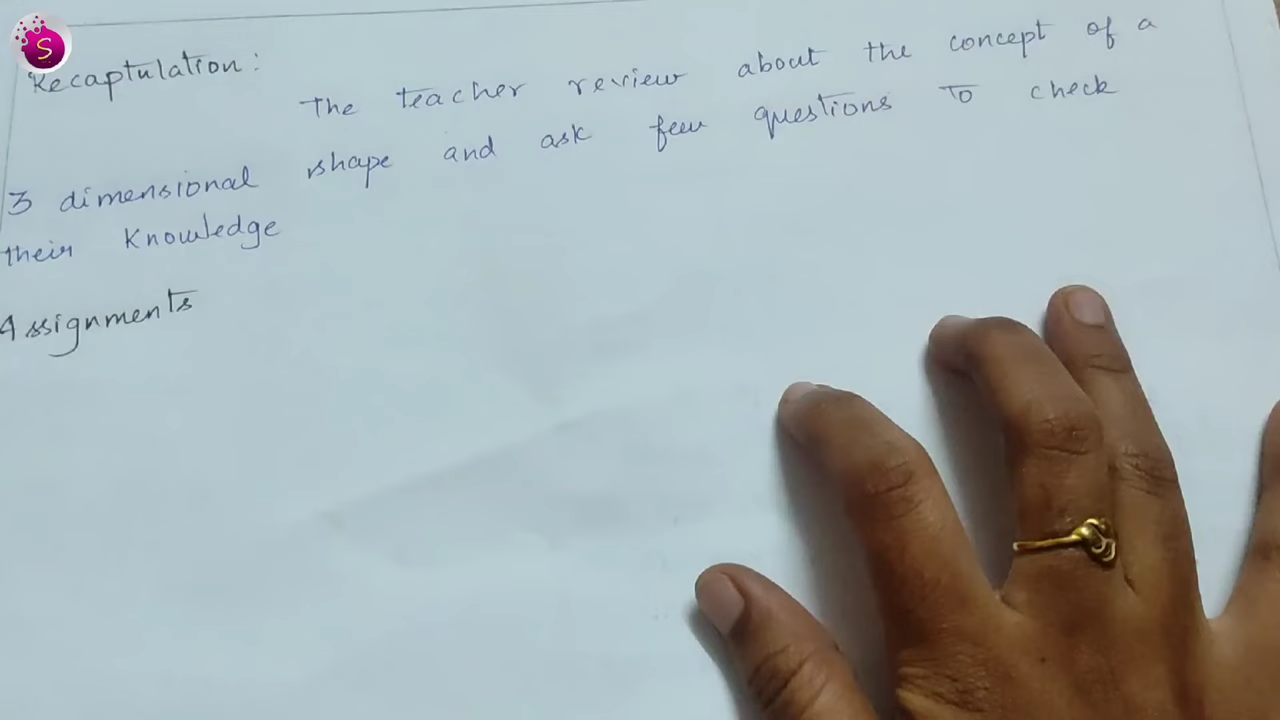 S
Recaptulation:
The teacher review about the concept of a
3 dimensional shape and ask few questions to check
their knowledge
Assignments